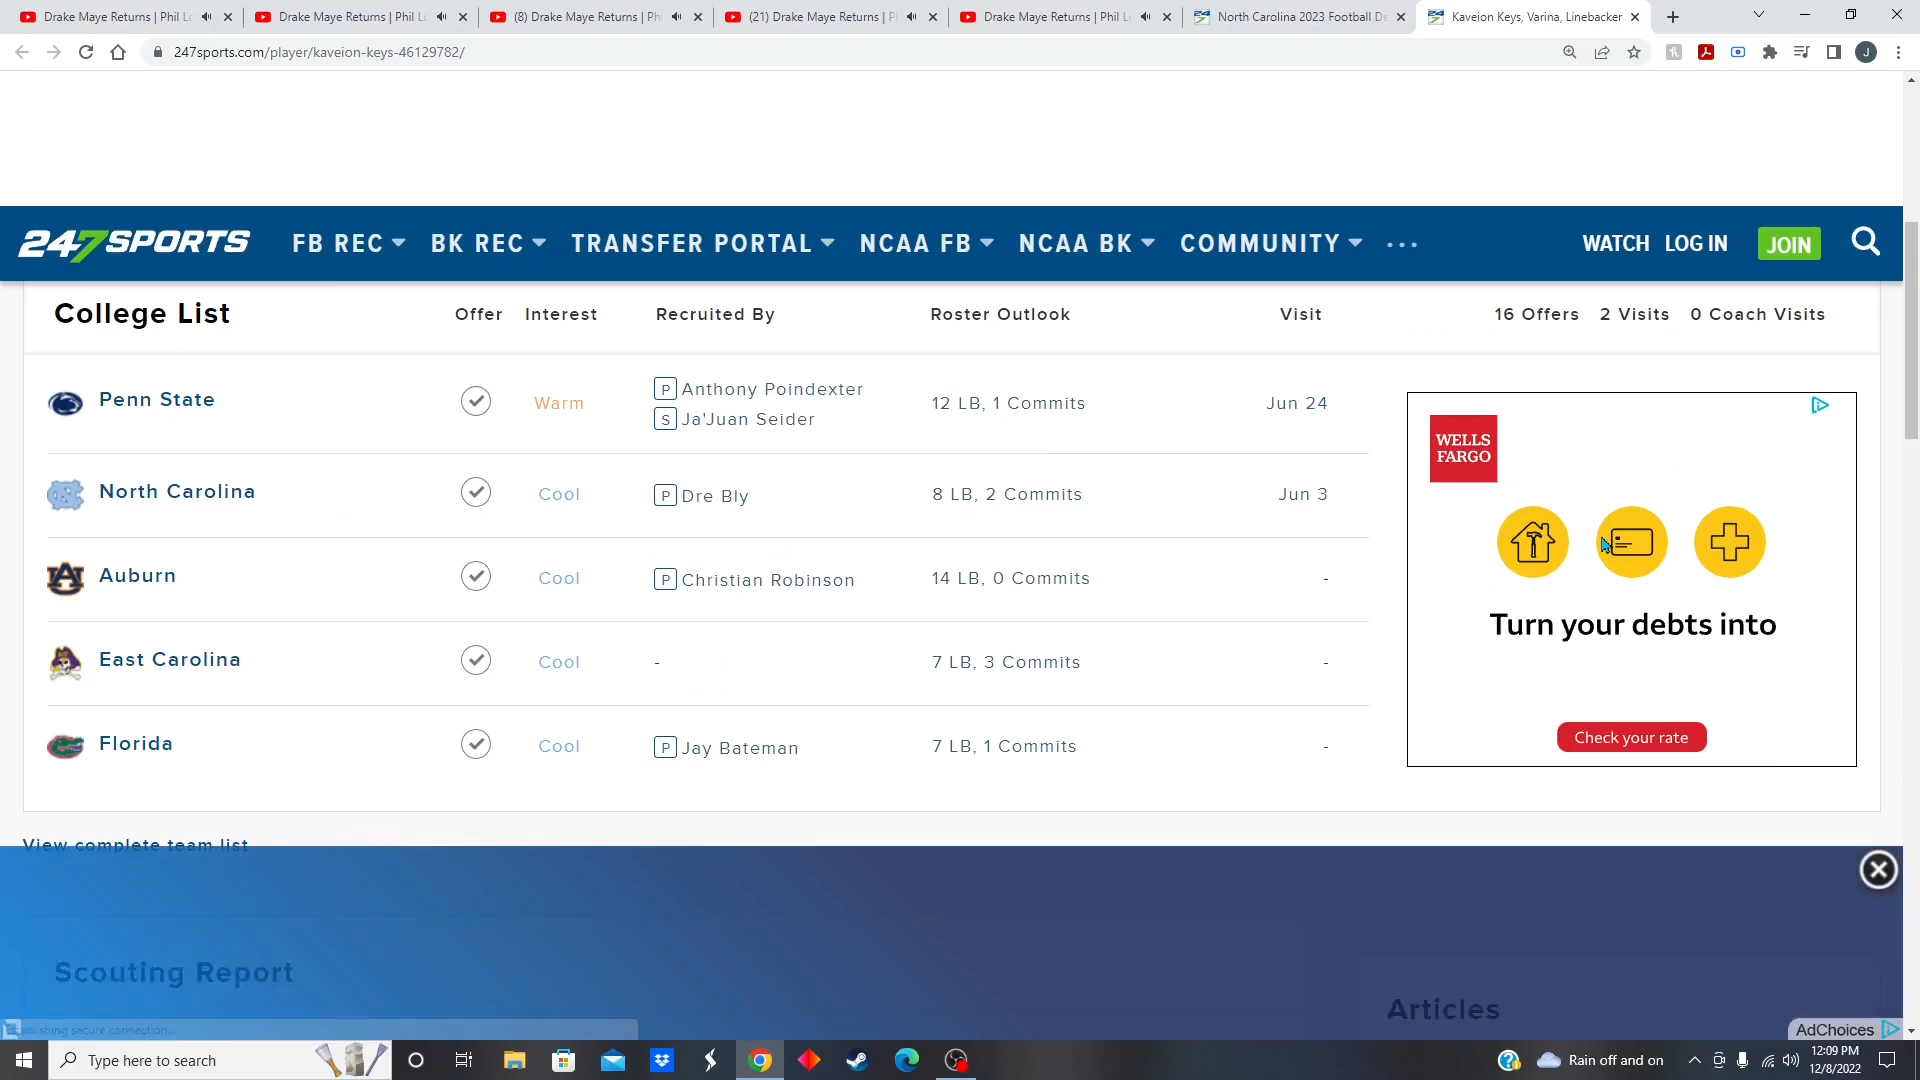 Drake Maye Returns | Phil Lo
Drake Maye Returns | Phil Lo
(8) Drake Maye Returns | Ph
(21) Drake Maye Returns | P
Drake Maye Returns | Phil Lo
North Carolina 2023 Football De
Kaveion Keys, Varina, Linebacker
247sports.com/player/kaveion-keys-46129782/
J
247SPORTS
FB REC
BK REC
TRANSFER PORTAL
NCAA FB
NCAA BK
COMMUNITY
WATCH LOG IN JOIN
College List Offer Interest Recruited By Roster Outlook Visit 16 Offers 2 Visits 0 Coach Visits
Penn State Warm P Anthony Poindexter S Ja'Juan Seider 12 LB, 1 Commits Jun 24
North Carolina Cool P Dre Bly 8 LB, 2 Commits Jun 3
Auburn Cool P Christian Robinson 14 LB, 0 Commits -
East Carolina Cool - 7 LB, 3 Commits -
Florida Cool P Jay Bateman 7 LB, 1 Commits -
WELLS
FARGO
Turn your debts into
Check your rate
View complete team list
Scouting Report
Articles
secure connection...
AdChoices
Type here to search
Rain off and on
12:09 PM
12/8/2022